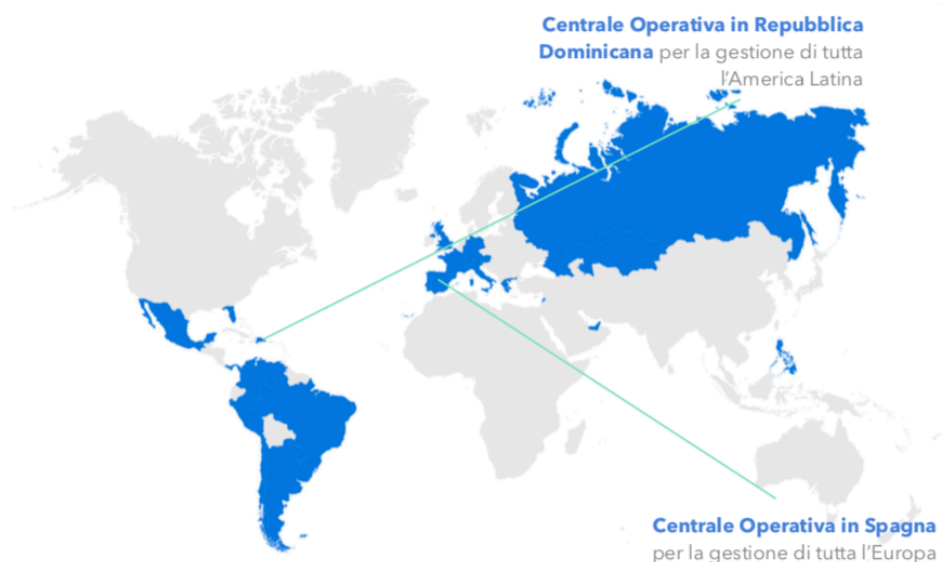 Centrale Operativa in Repubblica
Dominicana per la gestione di tutta
l'America Latina
Centrale Operativa in Spagna
per la gestione di tutta l'Europa